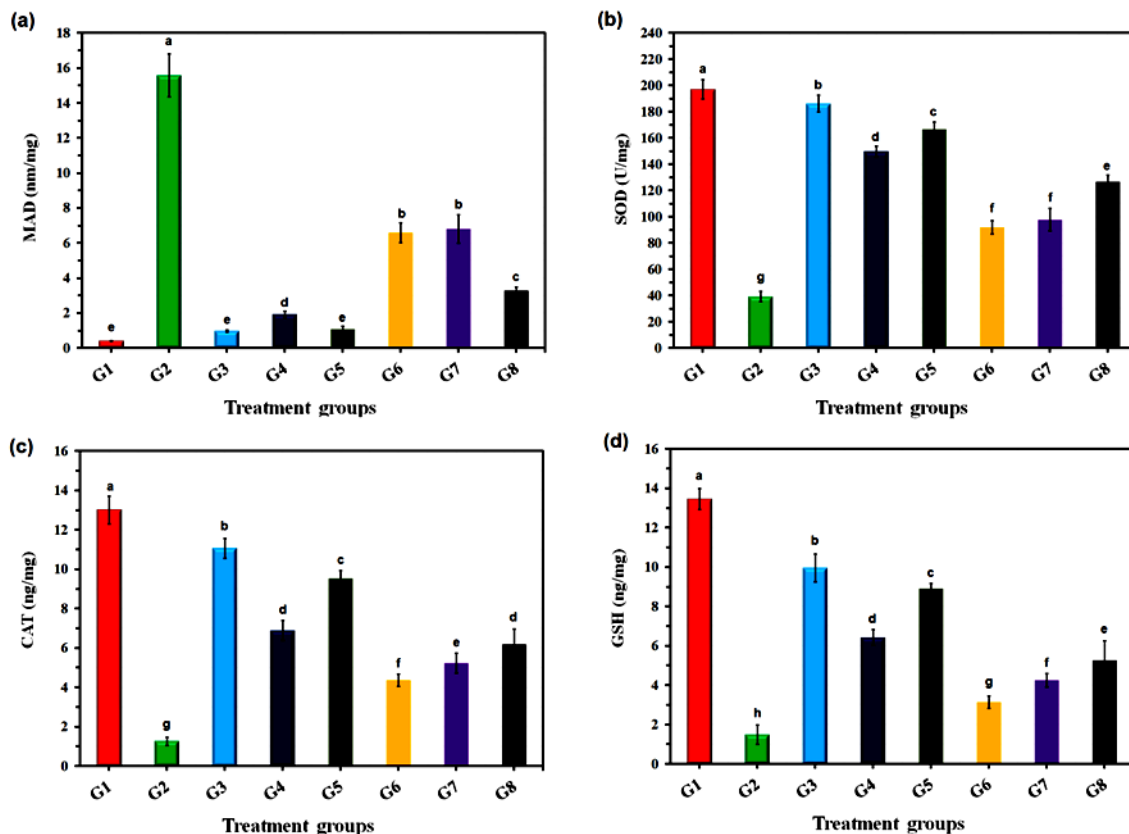 (a)
MAD (nm/mg)
18
16
14
12
10
8
6
4
2
0
e
a
e
d
e
b
b
c
G1 G2 G3 G4 G5 G6 G7 G8
Treatment groups
(b)
SOD (U/mg)
240
220
200
180
160
140
120
100
80
60
40
20
0
a
g
b
d
c
f
f
e
G1 G2 G3 G4 G5 G6 G7 G8
Treatment groups
(c)
CAT (ng/mg)
16
14
12
10
8
6
4
2
0
a
g
b
d
c
f
e
d
G1 G2 G3 G4 G5 G6 G7 G8
Treatment groups
(d)
GSH (ng/mg)
16
14
12
10
8
6
4
2
0
a
h
b
d
c
g
f
e
G1 G2 G3 G4 G5 G6 G7 G8
Treatment groups